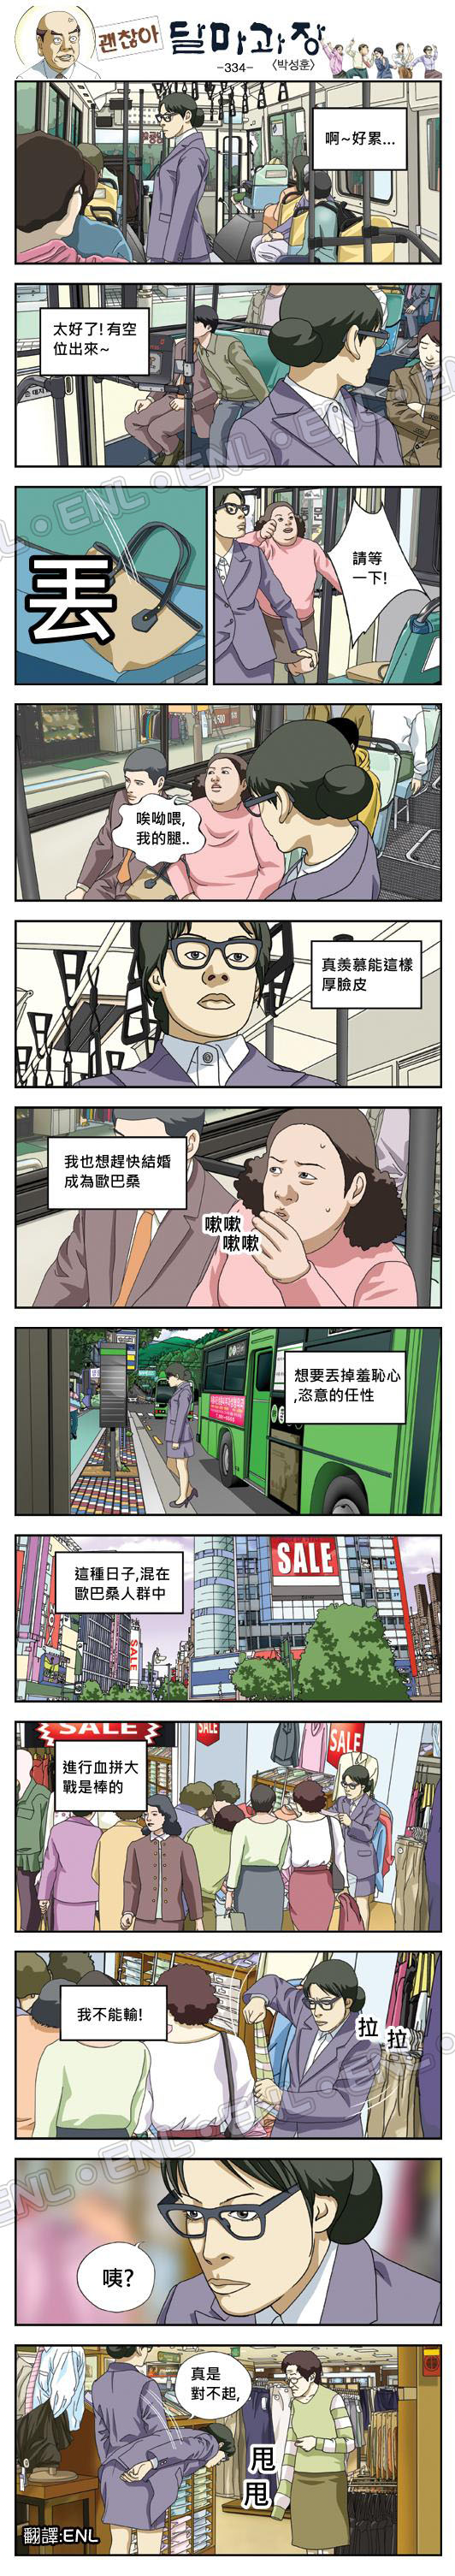 괜찮아 달마과장
-334- 〈박성훈〉
啊~好累...
太好了! 有空
位出來~
丟
請等
一下!
唉呦喂,
我的腿..
真羨慕能這樣
厚臉皮
我也想趕快結婚
成為歐巴桑
嗽嗽
嗽嗽
想要丟掉羞恥心
,恣意的任性
這種日子,混在
歐巴桑人群中
SALE
SALE
SALE
SALE
SALE
進行血拼大
戰是棒的
我不能輸!
拉
拉
咦?
真是
對不起,
甩
甩
翻譯:ENL